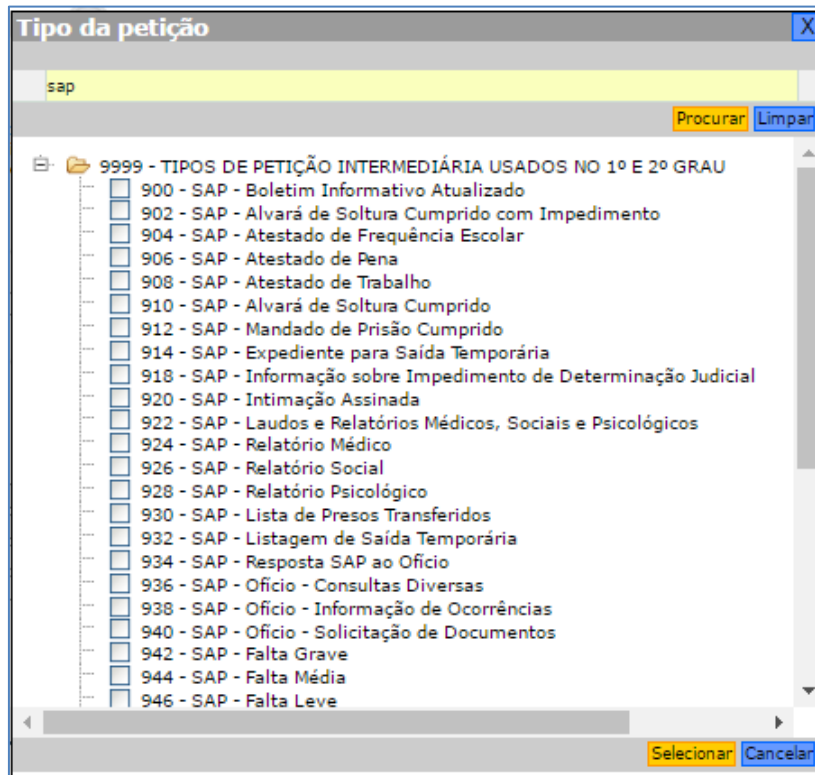 Tipo da petição
X
sap
Procurar Limpar
9999 - TIPOS DE PETIÇÃO INTERMEDIÁRIA USADOS NO 1º E 2º GRAU
900 - SAP - Boletim Informativo Atualizado
902 - SAP - Alvará de Soltura Cumprido com Impedimento
904 - SAP - Atestado de Frequência Escolar
906 - SAP - Atestado de Pena
908 - SAP - Atestado de Trabalho
910 - SAP - Alvará de Soltura Cumprido
912 - SAP - Mandado de Prisão Cumprido
914 - SAP - Expediente para Saída Temporária
918 - SAP - Informação sobre Impedimento de Determinação Judicial
920 - SAP - Intimação Assinada
922 - SAP - Laudos e Relatórios Médicos, Sociais e Psicológicos
924 - SAP - Relatório Médico
926 - SAP - Relatório Social
928 - SAP - Relatório Psicológico
930 - SAP - Lista de Presos Transferidos
932 - SAP - Listagem de Saída Temporária
934 - SAP - Resposta SAP ao Ofício
936 - SAP - Ofício - Consultas Diversas
938 - SAP - Ofício - Informação de Ocorrências
940 - SAP - Ofício - Solicitação de Documentos
942 - SAP - Falta Grave
944 - SAP - Falta Média
946 - SAP - Falta Leve
Selecionar Cancelar